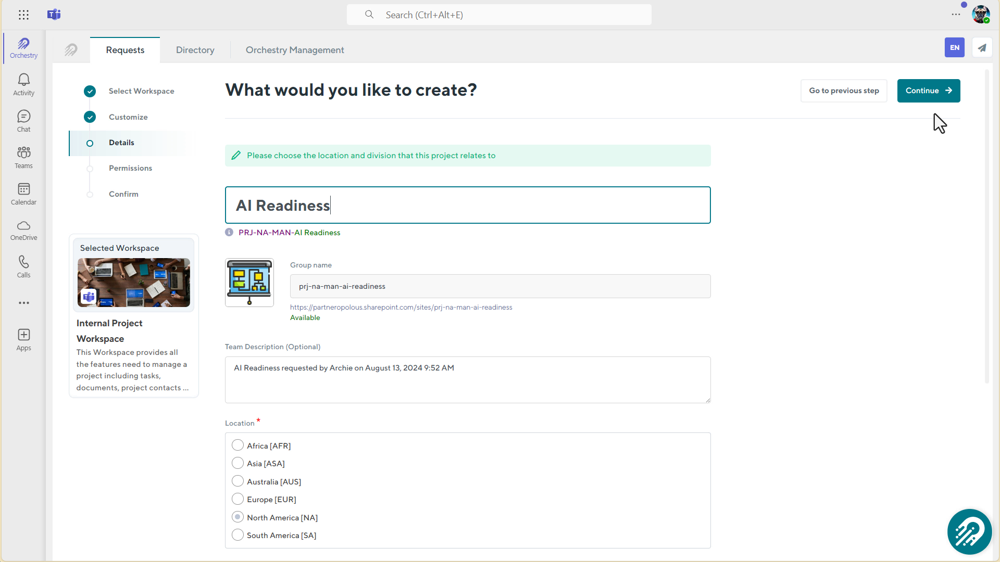 Search (Ctrl+Alt+E)
Orchestry
Activity
Chat
Teams
Calendar
OneDrive
Calls
Apps
Requests
Directory
Orchestry Management
EN
Select Workspace
Customize
Details
Permissions
Confirm
Selected Workspace
Internal Project
Workspace
This Workspace provides all
the features need to manage a
project including tasks,
documents, project contacts ...
What would you like to create?
Go to previous step
Continue
Please choose the location and division that this project relates to
AI Readiness
PRJ-NA-MAN-AI Readiness
Group name
prj-na-man-ai-readiness
https://partneropolous.sharepoint.com/sites/prj-na-man-ai-readiness
Available
Team Description (Optional)
AI Readiness requested by Archie on August 13, 2024 9:52 AM
Location *
Africa [AFR]
Asia [ASA]
Australia [AUS]
Europe [EUR]
North America [NA]
South America [SA]